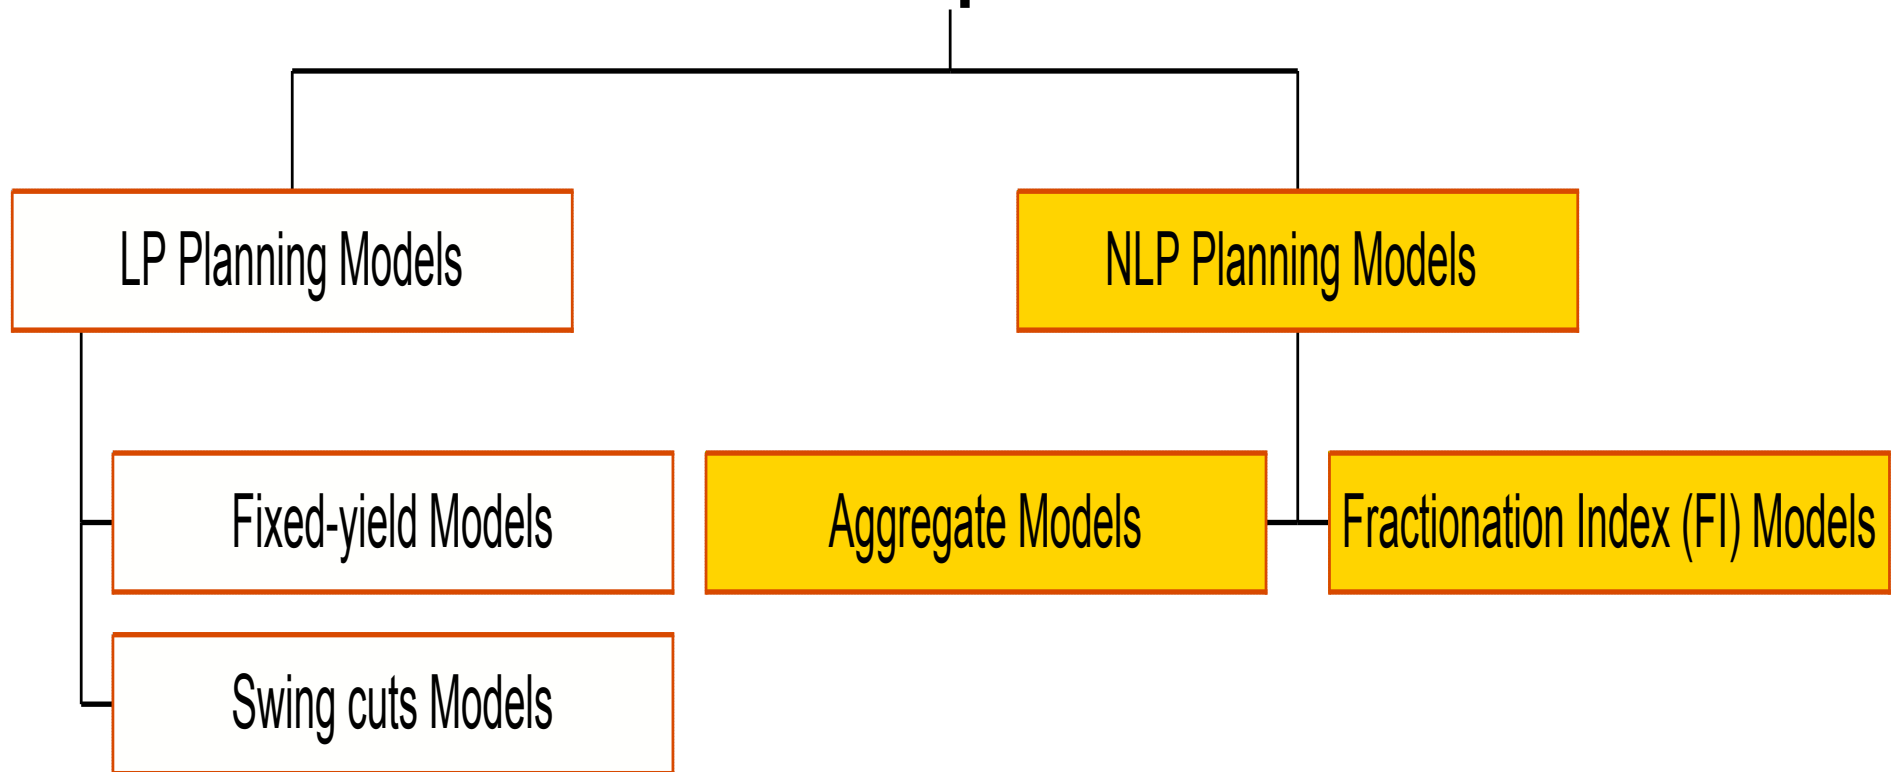 LP Planning Models
NLP Planning Models
Fixed-yield Models
Aggregate Models
Fractionation Index (FI) Models
Swing cuts Models